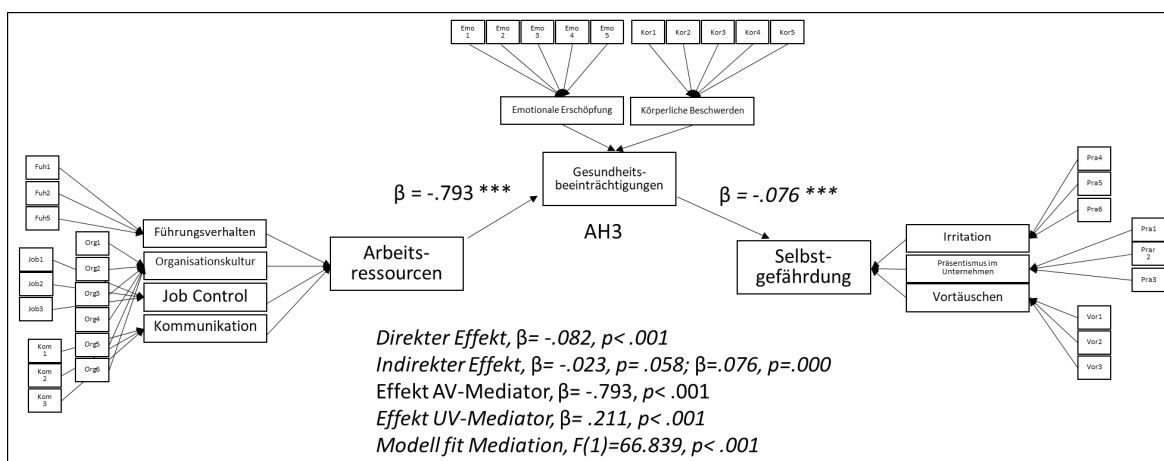 Emo
1
Emo
2
Emo
3
Emo
4
Emo
5
Kor1
Kor2
Kor3
Kor4
Kor5
Emotionale Erschöpfung
Körperliche Beschwerden
Gesundheits-
beeinträchtigungen
AH3
β = -.793 ***
β = -.076 ***
Fuh1
Fuh2
Fuh5
Job1
Job2
Job3
Kom
1
Kom
2
Kom
3
Org1
Org2
Org3
Org4
Org5
Org6
Führungsverhalten
Organisationskultur
Job Control
Kommunikation
Arbeits-
ressourcen
Selbst-
gefährdung
Irritation
Präsentismus im
Unternehmen
Vortäuschen
Pra4
Pra5
Pra6
Pra1
Prar
2
Pra3
Vor1
Vor2
Vor3
Direkter Effekt, β= -.082, p< .001
Indirekter Effekt, β= -.023, p= .058; β=.076, p=.000
Effekt AV-Mediator, β= -.793, p< .001
Effekt UV-Mediator, β= .211, p< .001
Modell fit Mediation, F(1)=66.839, p< .001